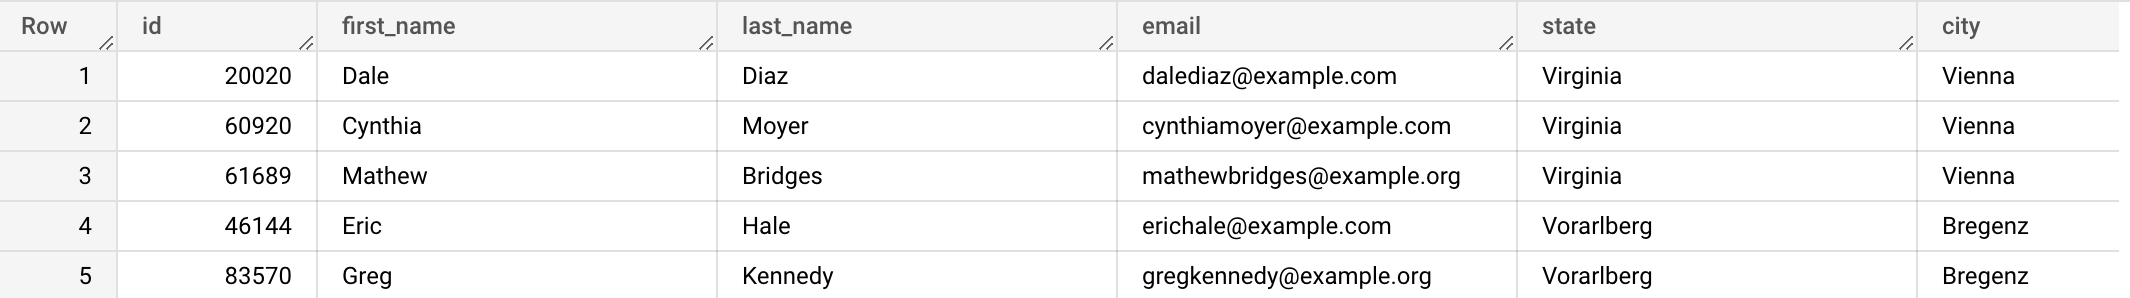 Row id first_name last_name email state city
1 20020 Dale Diaz dalediaz@example.com Virginia Vienna
2 60920 Cynthia Moyer cynthiamoyer@example.com Virginia Vienna
3 61689 Mathew Bridges mathewbridges@example.org Virginia Vienna
4 46144 Eric Hale erichale@example.com Vorarlberg Bregenz
5 83570 Greg Kennedy gregkennedy@example.org Vorarlberg Bregenz